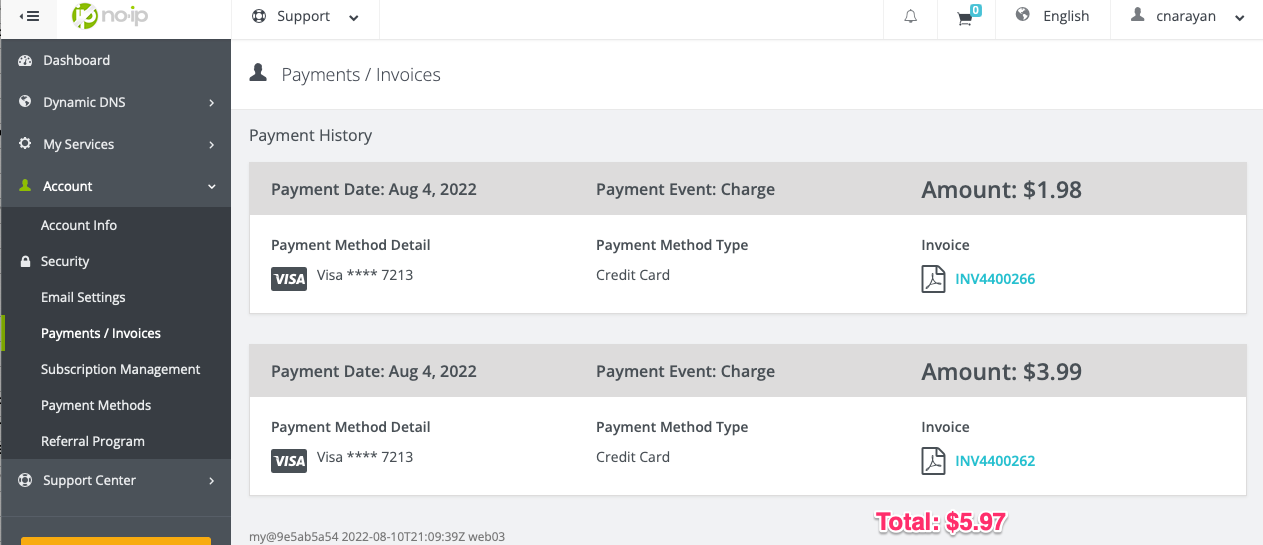 no-ip
Support
0
English
cnarayan
Dashboard
Dynamic DNS
My Services
Account
Account Info
Security
Email Settings
Payments / Invoices
Subscription Management
Payment Methods
Referral Program
Support Center
Payments / Invoices
Payment History
Payment Date: Aug 4, 2022 Payment Event: Charge Amount: $1.98
Payment Method Detail Payment Method Type Invoice
VISA Visa **** 7213 Credit Card INV4400266
Payment Date: Aug 4, 2022 Payment Event: Charge Amount: $3.99
Payment Method Detail Payment Method Type Invoice
VISA Visa **** 7213 Credit Card INV4400262
Total: $5.97
my@9e5ab5a54 2022-08-10T21:09:39Z web03